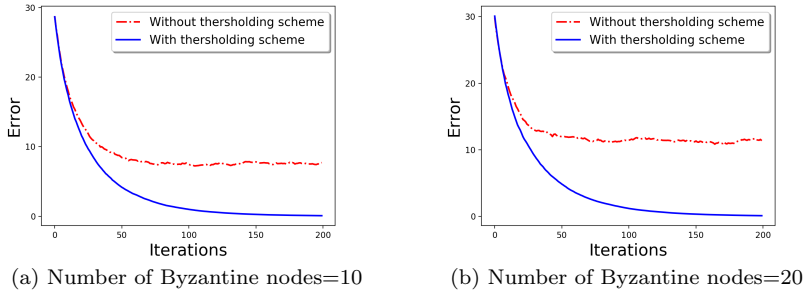 Without thersholding scheme
With thersholding scheme
30
20
10
0
Error
0 50 100 150 200
Iterations
(a) Number of Byzantine nodes=10
Without thersholding scheme
With thersholding scheme
30
20
10
0
Error
0 50 100 150 200
Iterations
(b) Number of Byzantine nodes=20